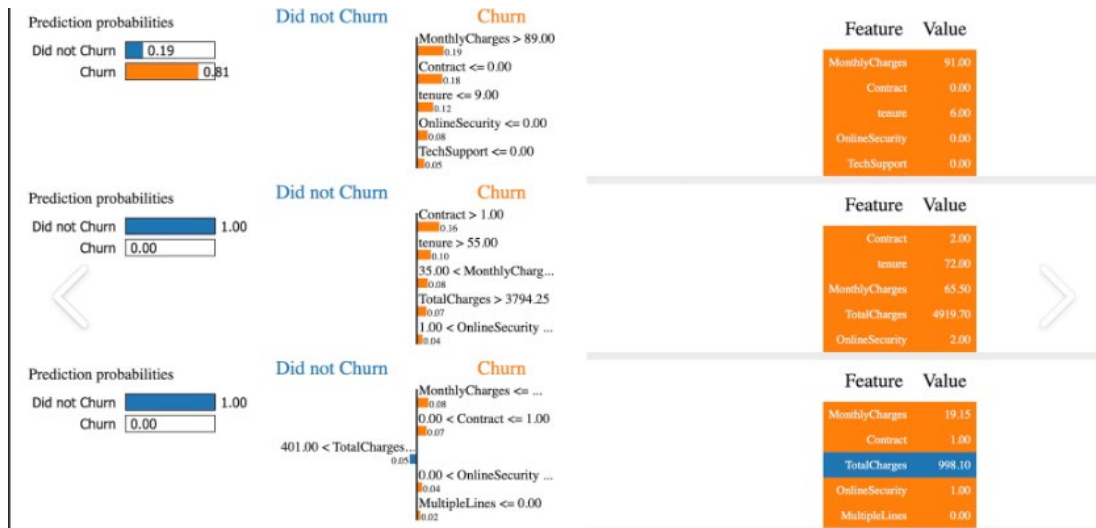 Prediction probabilities
Did not Churn 0.19
Churn 0.81
Did not Churn Churn
MonthlyCharges > 89.00
0.19
Contract <= 0.00
0.18
tenure <= 9.00
0.12
OnlineSecurity <= 0.00
0.08
TechSupport <= 0.00
0.05
Feature Value
MonthlyCharges 91.00
Contract 0.00
tenure 6.00
OnlineSecurity 0.00
TechSupport 0.00
Prediction probabilities
Did not Churn 1.00
Churn 0.00
Did not Churn Churn
Contract > 1.00
0.16
tenure > 55.00
0.10
35.00 < MonthlyCharg...
0.08
TotalCharges > 3794.25
0.07
1.00 < OnlineSecurity ...
0.04
Feature Value
Contract 2.00
tenure 72.00
MonthlyCharges 65.50
TotalCharges 4919.70
OnlineSecurity 2.00
Prediction probabilities
Did not Churn 1.00
Churn 0.00
Did not Churn Churn
MonthlyCharges <= ...
0.08
0.00 < Contract <= 1.00
0.07
401.00 < TotalCharges...
0.05
0.00 < OnlineSecurity ...
0.04
MultipleLines <= 0.00
0.02
Feature Value
MonthlyCharges 19.15
Contract 1.00
TotalCharges 998.10
OnlineSecurity 1.00
MultipleLines 0.00